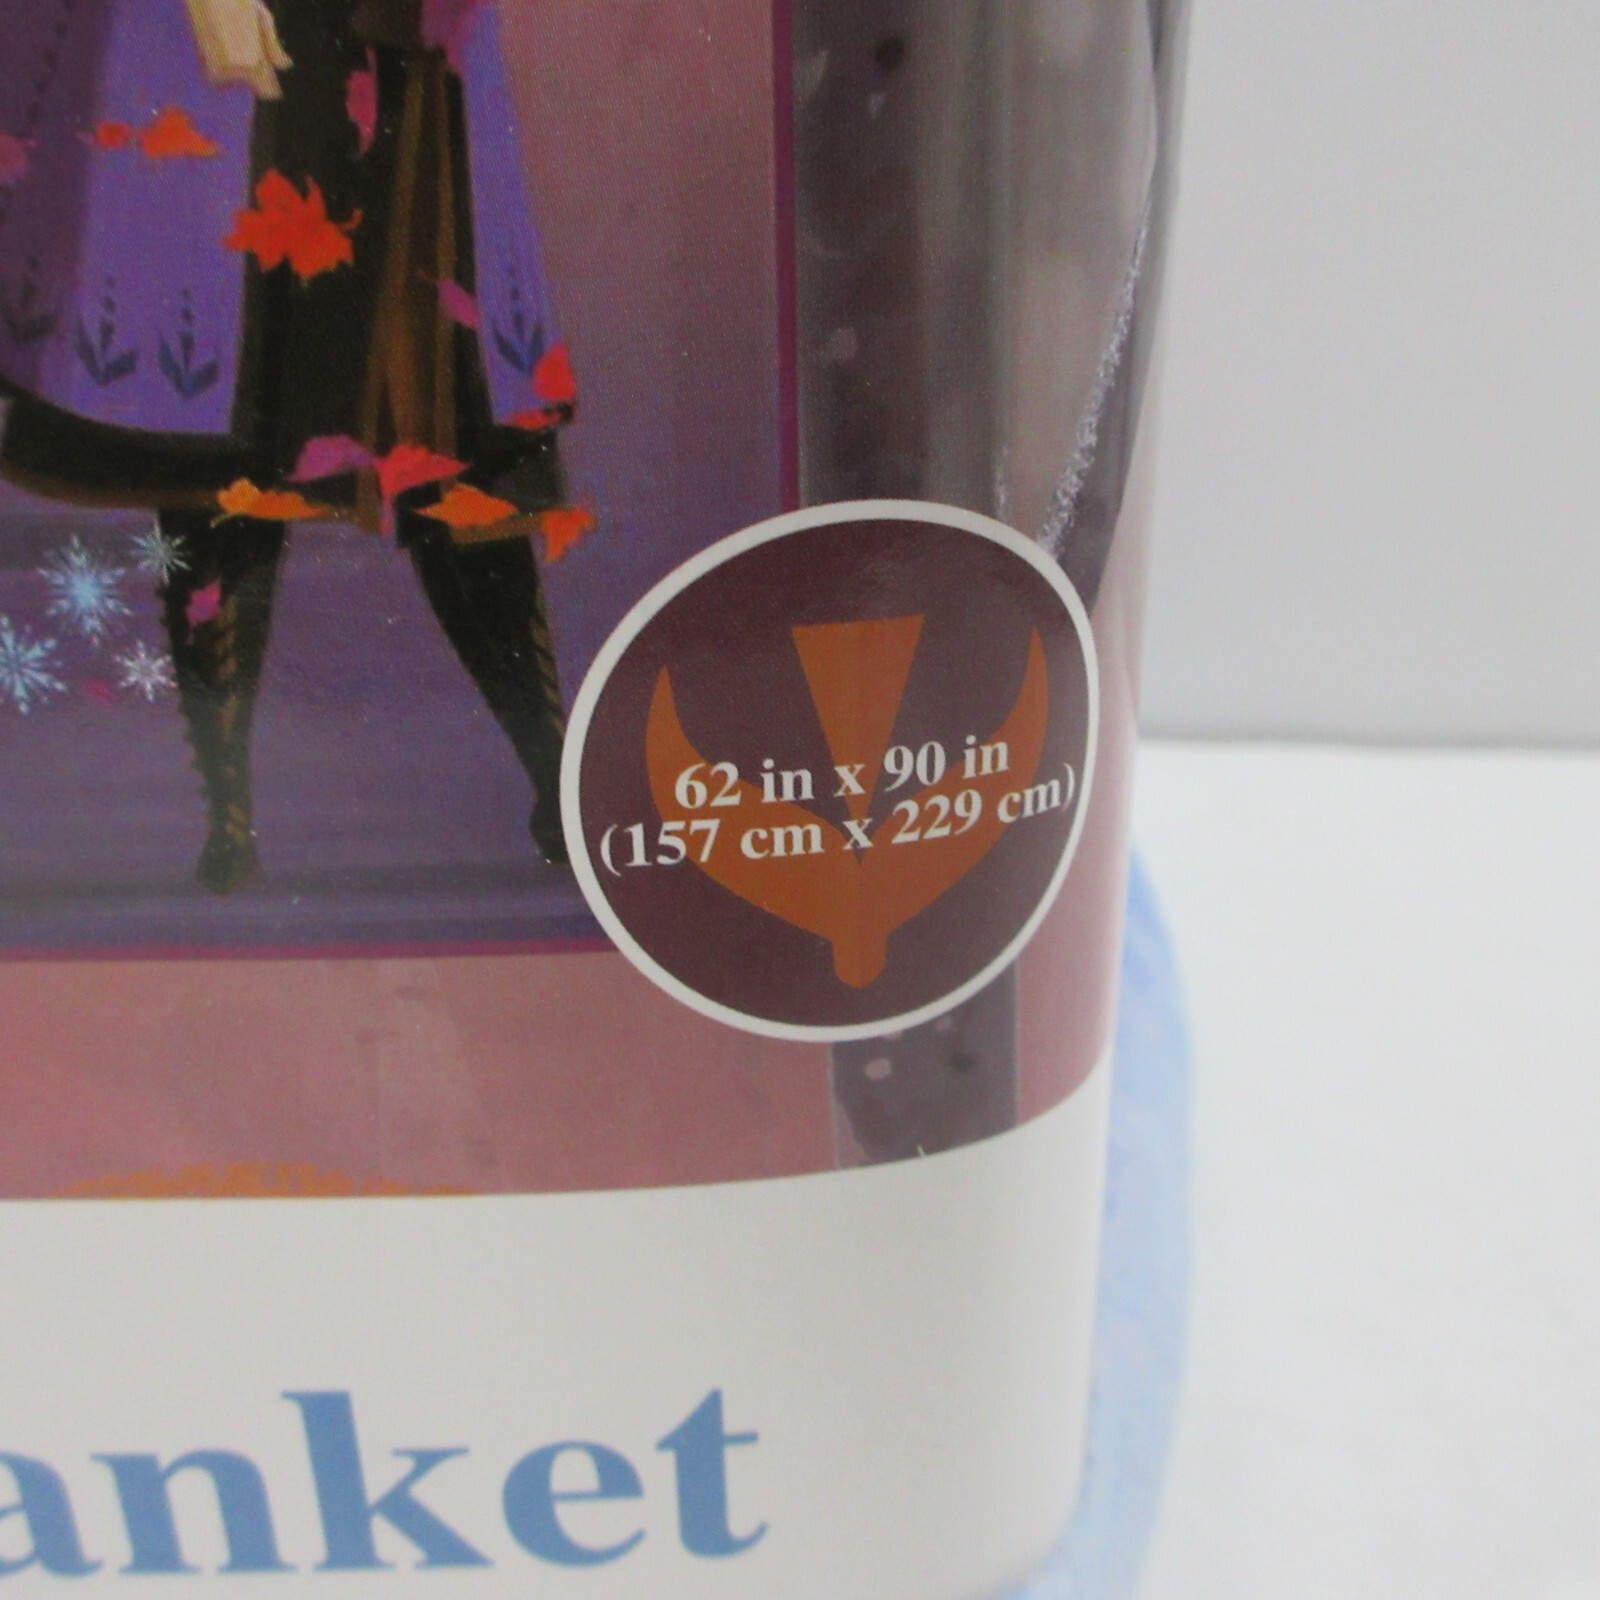 62 in x 90 in
(157 cm x 229 cm)
anket